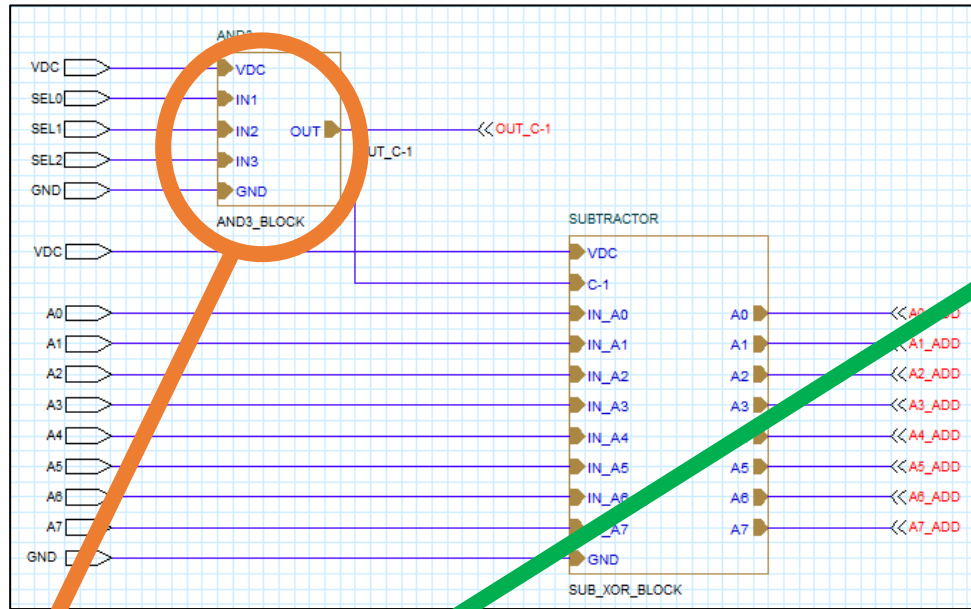 VDC
SEL0
SEL1
SEL2
GND
VDC
IN1
IN2
IN3
GND
OUT
OUT_C-1
UT_C-1
AND3_BLOCK
SUBTRACTOR
VDC
A0
A1
A2
A3
A4
A5
A6
A7
GND
VDC
C-1
IN_A0
IN_A1
IN_A2
IN_A3
IN_A4
IN_A5
GND
A0
A1
A2
A3
A5
A6
A7
A1_ADD
A2_ADD
A3_ADD
A4_ADD
A5_ADD
A6_ADD
A7_ADD
SUB_XOR_BLOCK